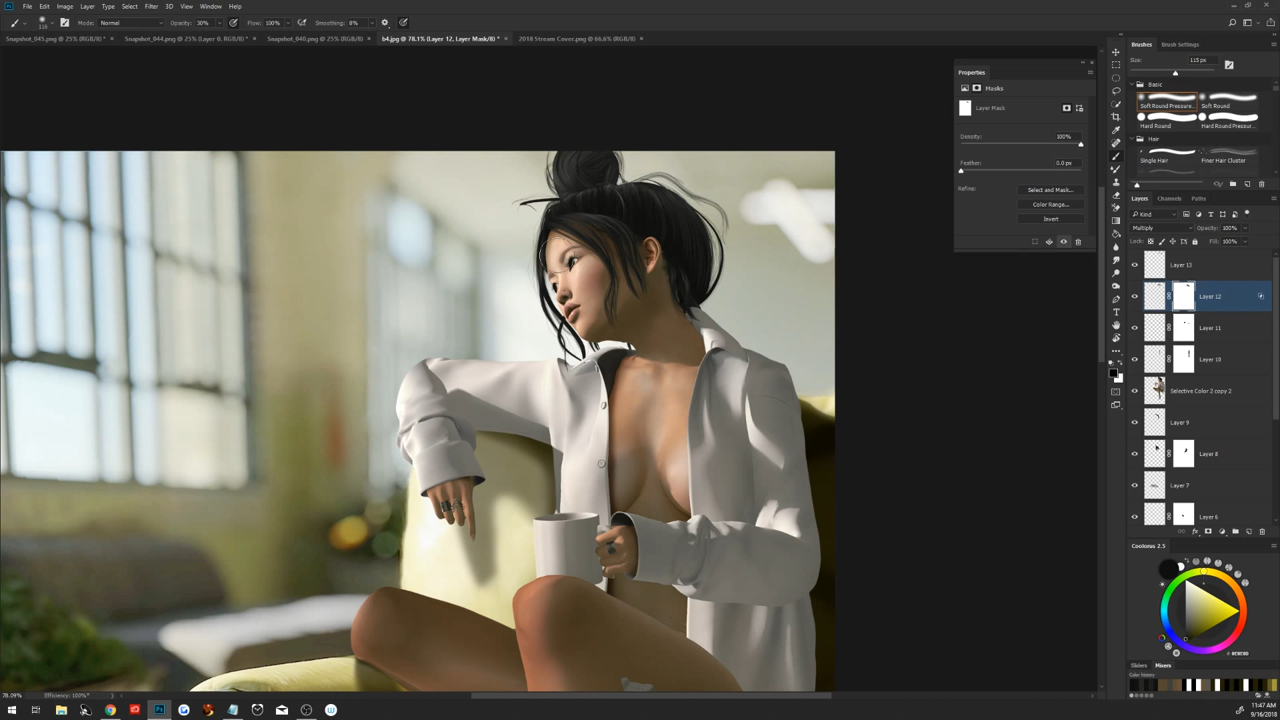 File Edit Image Layer Type Select Filter 3D View Window Help
Mode: Normal Opacity: 30% Flow: 100% Smoothing: 8%
Snapshot_045.png @ 25% (RGB/8) * × Snapshot_044.png @ 25% (Layer 0, RGB/8) * × Snapshot_040.png @ 25% (RGB/8) × b4.jpg @ 78.1% (Layer 12, Layer Mask/8) * × 2018 Stream Cover.png @ 66.6% (RGB/8) ×
Properties
Masks
Layer Mask
Density: 100%
Feather: 0.0 px
Refine: Select and Mask...
Color Range...
Invert
Brushes Brush Settings
Size: 115 px
Basic
Soft Round Pressure... Soft Round
Hard Round Hard Round Pressur...
Hair
Single Hair Finer Hair Cluster
Layers Channels Paths
Kind
Multiply Opacity: 100%
Lock: Fill: 100%
Layer 13
Layer 12
Layer 11
Layer 10
Selective Color 2 copy 2
Layer 9
Layer 8
Layer 7
Layer 6
Coolorus 2.5
Sliders Mixers
Color history
78.09% Efficiency: 100%*
11:47 AM
9/16/2018